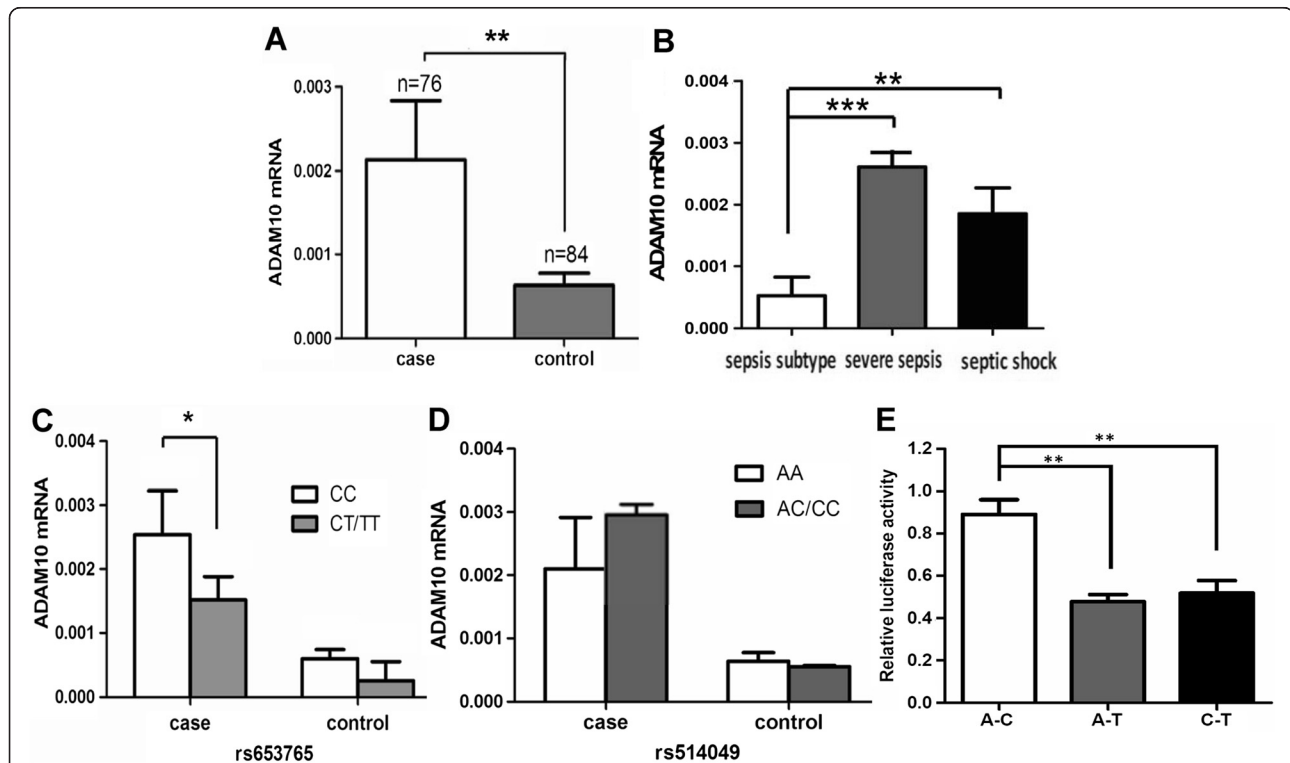 A
**
n=76
n=84
0.003
0.002
0.001
0.000
ADAM10 mRNA
case
control
B
**
***
0.004
0.003
0.002
0.001
0.000
ADAM10 mRNA
sepsis subtype
severe sepsis
septic shock
C
*
0.004
0.003
0.002
0.001
0.000
ADAM10 mRNA
CC
CT/TT
case
control
rs653765
D
0.004
0.003
0.002
0.001
0.000
ADAM10 mRNA
AA
AC/CC
case
control
rs514049
E
**
**
1.2
1.0
0.8
0.6
0.4
0.2
0.0
Relative luciferase activity
A-C
A-T
C-T